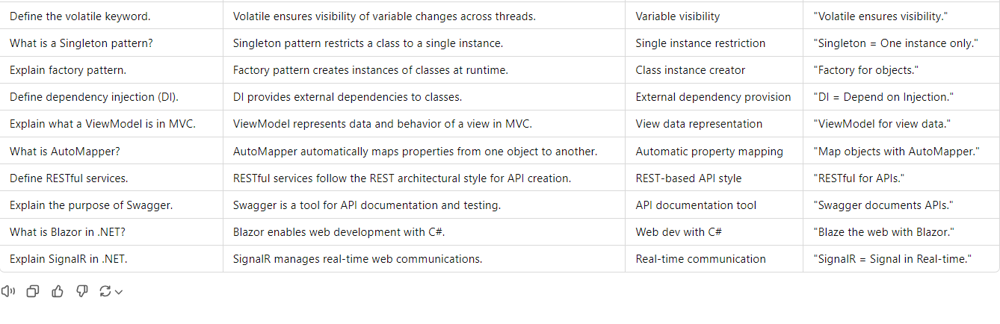 Define the volatile keyword. Volatile ensures visibility of variable changes across threads. Variable visibility "Volatile ensures visibility."
What is a Singleton pattern? Singleton pattern restricts a class to a single instance. Single instance restriction "Singleton = One instance only."
Explain factory pattern. Factory pattern creates instances of classes at runtime. Class instance creator "Factory for objects."
Define dependency injection (DI). DI provides external dependencies to classes. External dependency provision "DI = Depend on Injection."
Explain what a ViewModel is in MVC. ViewModel represents data and behavior of a view in MVC. View data representation "ViewModel for view data."
What is AutoMapper? AutoMapper automatically maps properties from one object to another. Automatic property mapping "Map objects with AutoMapper."
Define RESTful services. RESTful services follow the REST architectural style for API creation. REST-based API style "RESTful for APIs."
Explain the purpose of Swagger. Swagger is a tool for API documentation and testing. API documentation tool "Swagger documents APIs."
What is Blazor in .NET? Blazor enables web development with C#. Web dev with C# "Blaze the web with Blazor."
Explain SignalR in .NET. SignalR manages real-time web communications. Real-time communication "SignalR = Signal in Real-time."